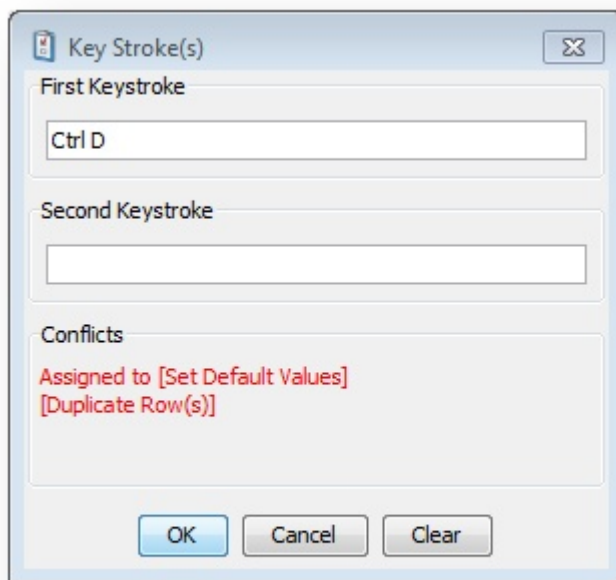 Key Stroke(s)
First Keystroke
Ctrl D
Second Keystroke
Conflicts
Assigned to [Set Default Values]
[Duplicate Row(s)]
OK Cancel Clear